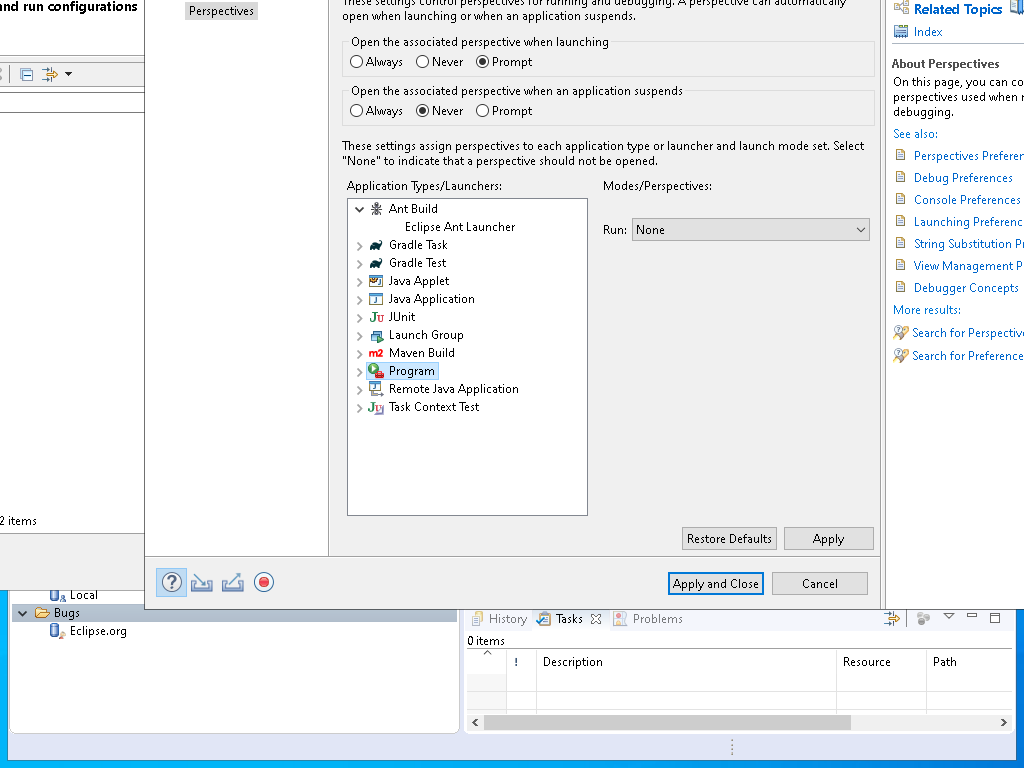 and run configurations
Perspectives
These settings control perspectives for running and debugging. A perspective can automatically
open when launching or when an application suspends.
Open the associated perspective when launching
Always
Never
Prompt
Open the associated perspective when an application suspends
Always
Never
Prompt
These settings assign perspectives to each application type or launcher and launch mode set. Select
"None" to indicate that a perspective should not be opened.
Application Types/Launchers:
Modes/Perspectives:
Ant Build
Eclipse Ant Launcher
Gradle Task
Gradle Test
Java Applet
Java Application
JUnit
Launch Group
Maven Build
Program
Remote Java Application
Task Context Test
Run:
None
Restore Defaults
Apply
Apply and Close
Cancel
Related Topics
Index
About Perspectives
On this page, you can co
perspectives used when r
debugging.
See also:
Perspectives Preferen
Debug Preferences
Console Preferences
Launching Preferenc
String Substitution Pr
View Management P
Debugger Concepts
More results:
Search for Perspective
Search for Preference
2 items
Local
Bugs
Eclipse.org
History
Tasks
Problems
0 items
!
Description
Resource
Path